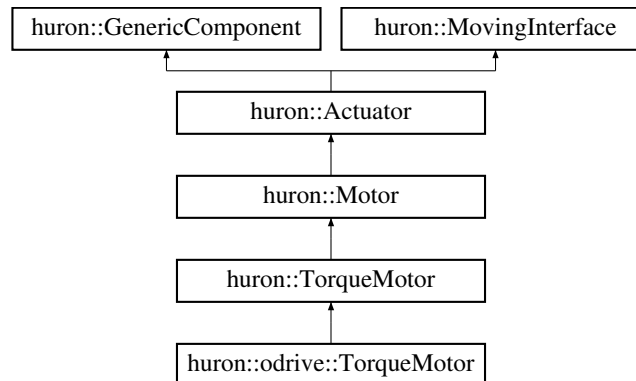 huron::GenericComponent
huron::MovingInterface
huron::Actuator
huron::Motor
huron::TorqueMotor
huron::odrive::TorqueMotor